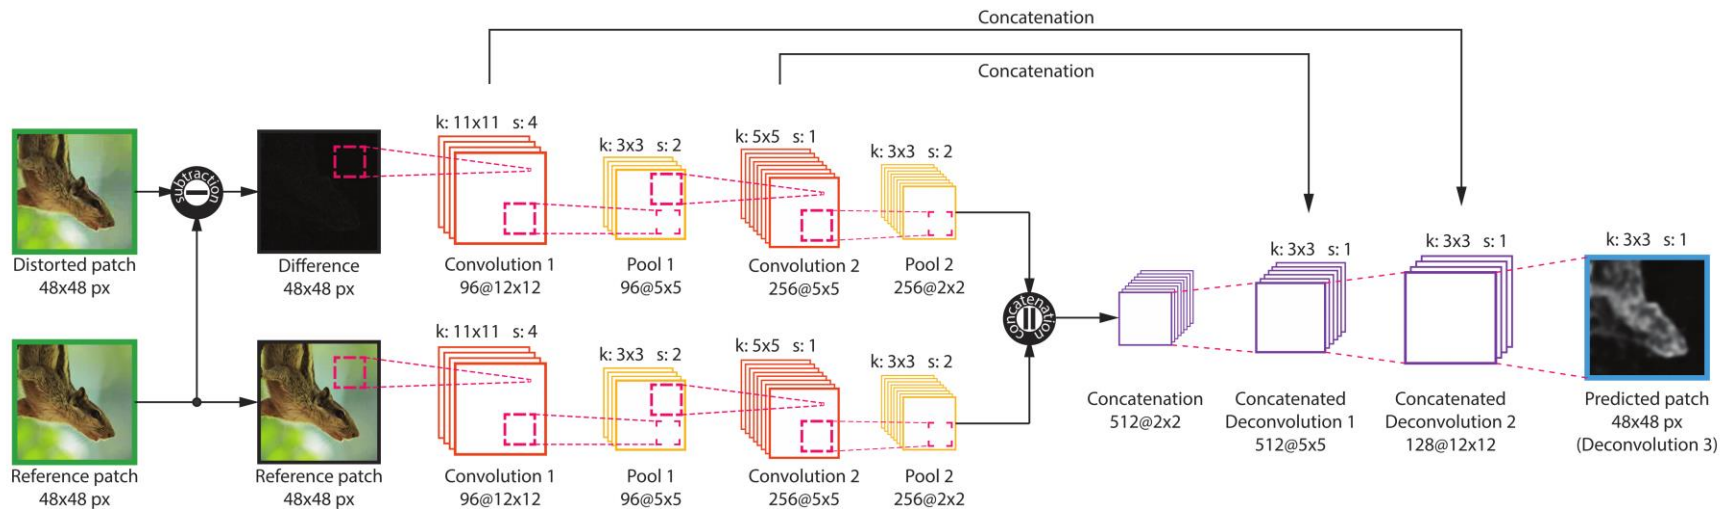 Concatenation
Concatenation
k: 11x11 s: 4
k: 3x3 s: 2
k: 5x5 s: 1
k: 3x3 s: 2
subtraction
Distorted patch
48x48 px
Difference
48x48 px
Convolution 1
96@12x12
Pool 1
96@5x5
Convolution 2
256@5x5
Pool 2
256@2x2
k: 3x3 s: 1
k: 3x3 s: 1
k: 3x3 s: 1
concatenation
k: 11x11 s: 4
k: 3x3 s: 2
k: 5x5 s: 1
k: 3x3 s: 2
Reference patch
48x48 px
Reference patch
48x48 px
Convolution 1
96@12x12
Pool 1
96@5x5
Convolution 2
256@5x5
Pool 2
256@2x2
Concatenation
512@2x2
Concatenated
Deconvolution 1
512@5x5
Concatenated
Deconvolution 2
128@12x12
Predicted patch
48x48 px
(Deconvolution 3)